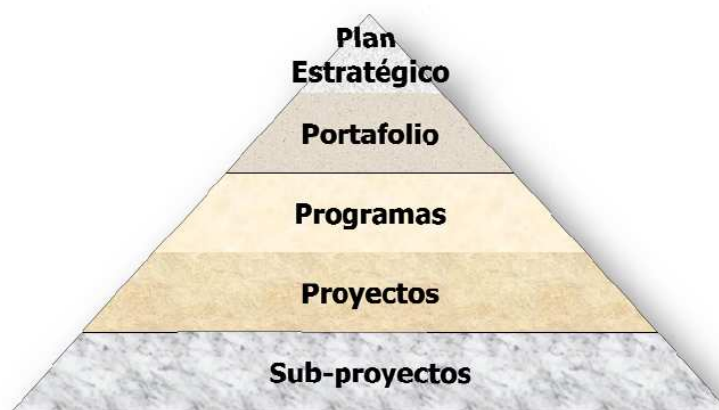 Plan
Estratégico
Portafolio
Programas
Proyectos
Sub-proyectos